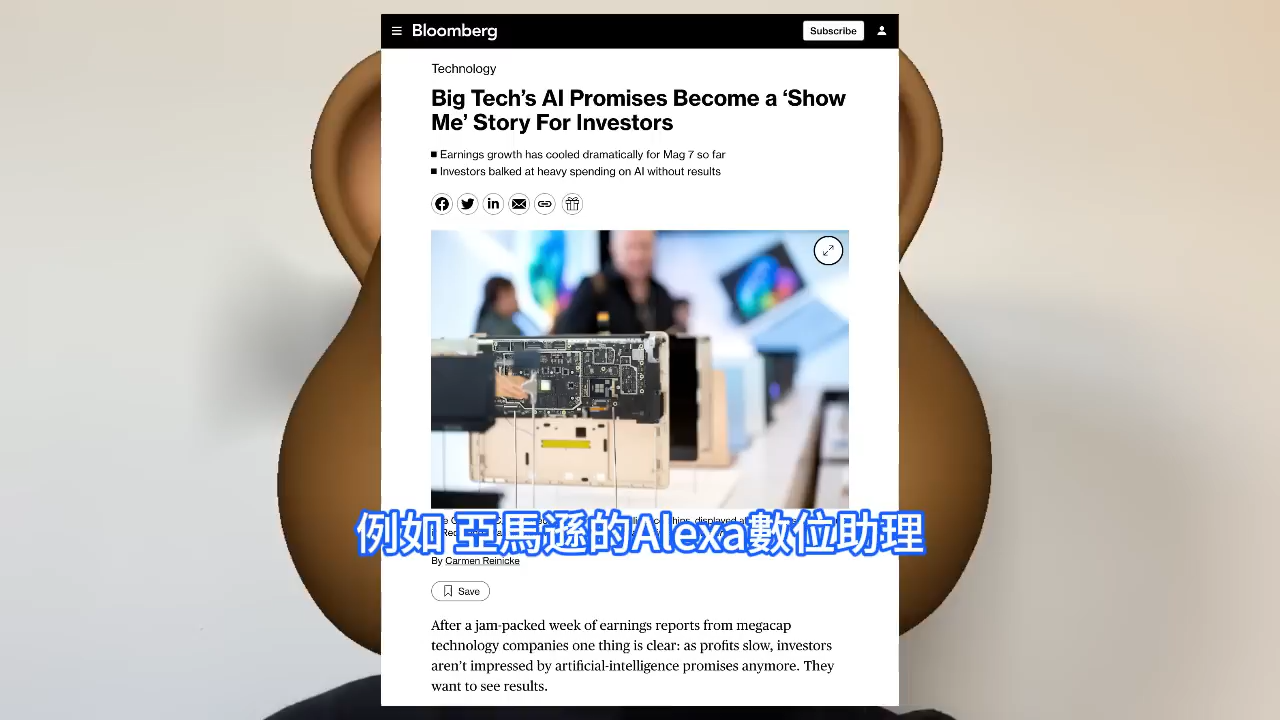 Bloomberg
Subscribe
Technology
Big Tech's AI Promises Become a ‘Show
Me’ Story For Investors
Earnings growth has cooled dramatically for Mag 7 so far
Investors balked at heavy spending on AI without results
例如 亞馬遜的Alexa數位助理
By Carmen Reinicke
Save
After a jam-packed week of earnings reports from megacap
technology companies one thing is clear: as profits slow, investors
aren't impressed by artificial-intelligence promises anymore. They
want to see results.